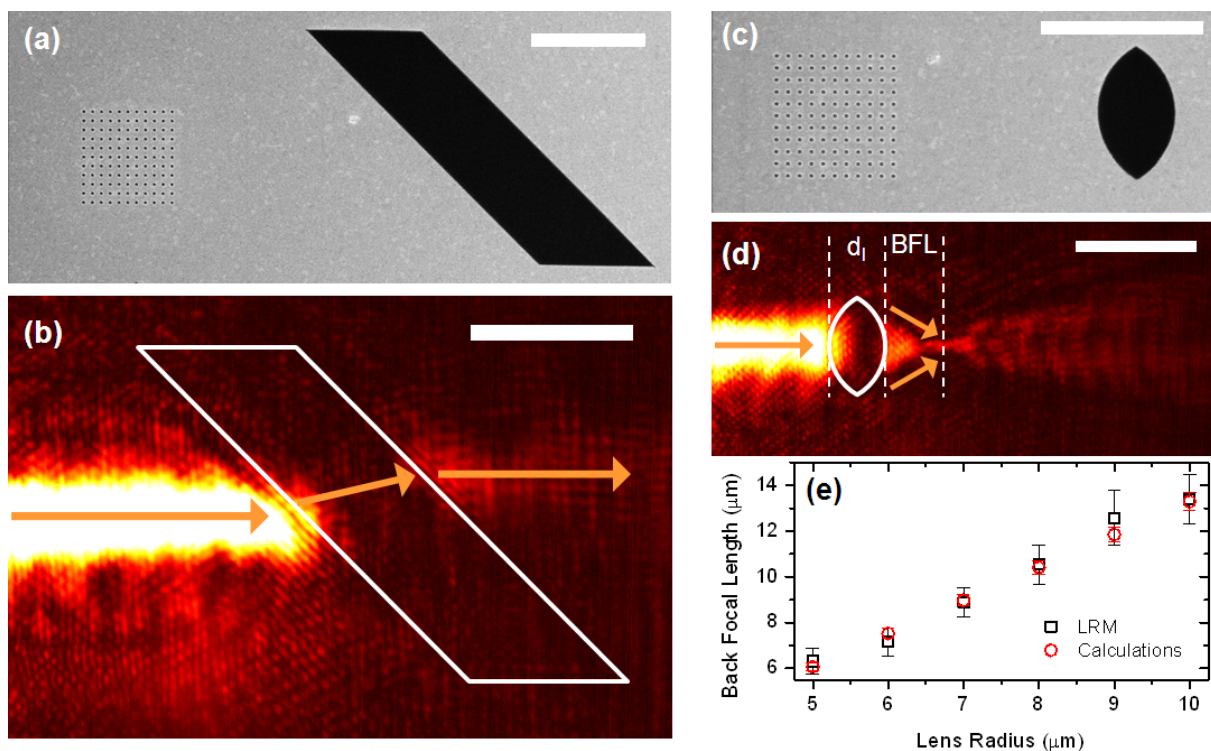 (a)
(b)
(c)
(d)
d_l
BFL
(e)
Back Focal Length (μm)
14
12
10
8
6
LRM
Calculations
5 6 7 8 9 10
Lens Radius (μm)